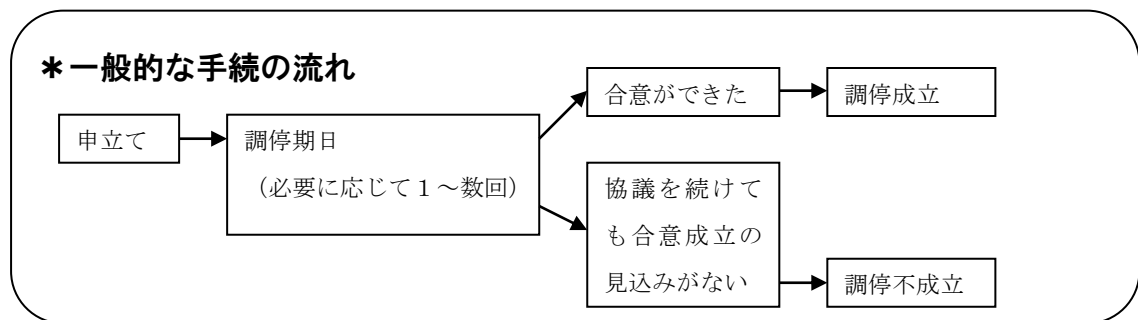 ＊一般的な手続の流れ
申立て
調停期日
（必要に応じて１～数回）
合意ができた
調停成立
協議を続けて
も合意成立の
見込みがない
調停不成立